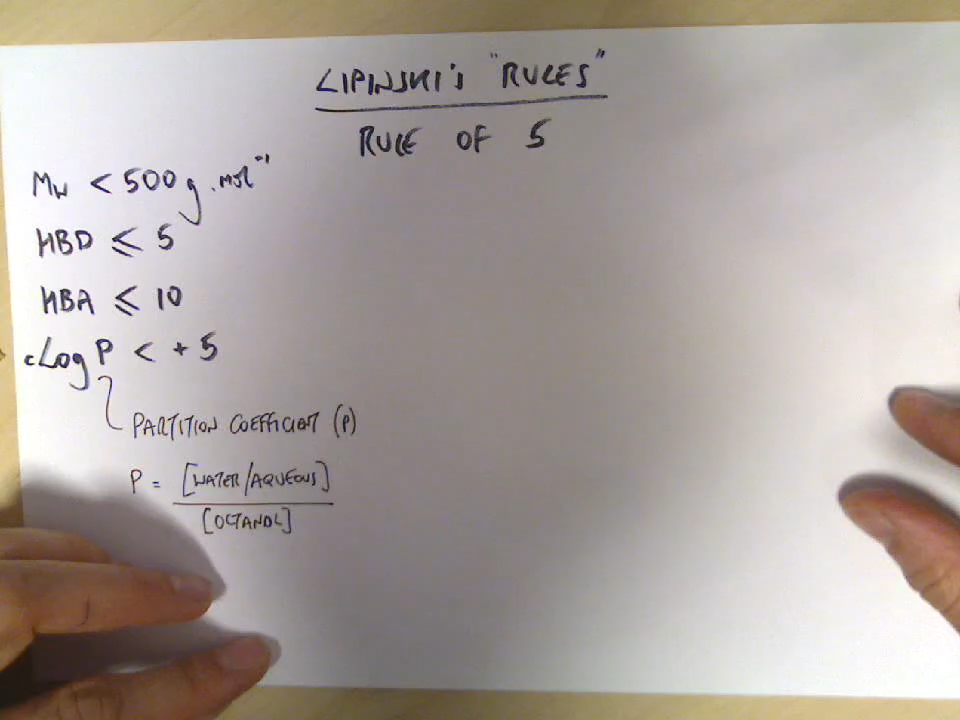 LIPINSKI'S "RULES"
RULE OF 5
Mw < 500 g.mol⁻¹
HBD ⩽ 5
HBA ⩽ 10
cLog P < + 5
PARTITION COEFFICIENT (P)
P = [WATER/AQUEOUS]
[OCTANOL]